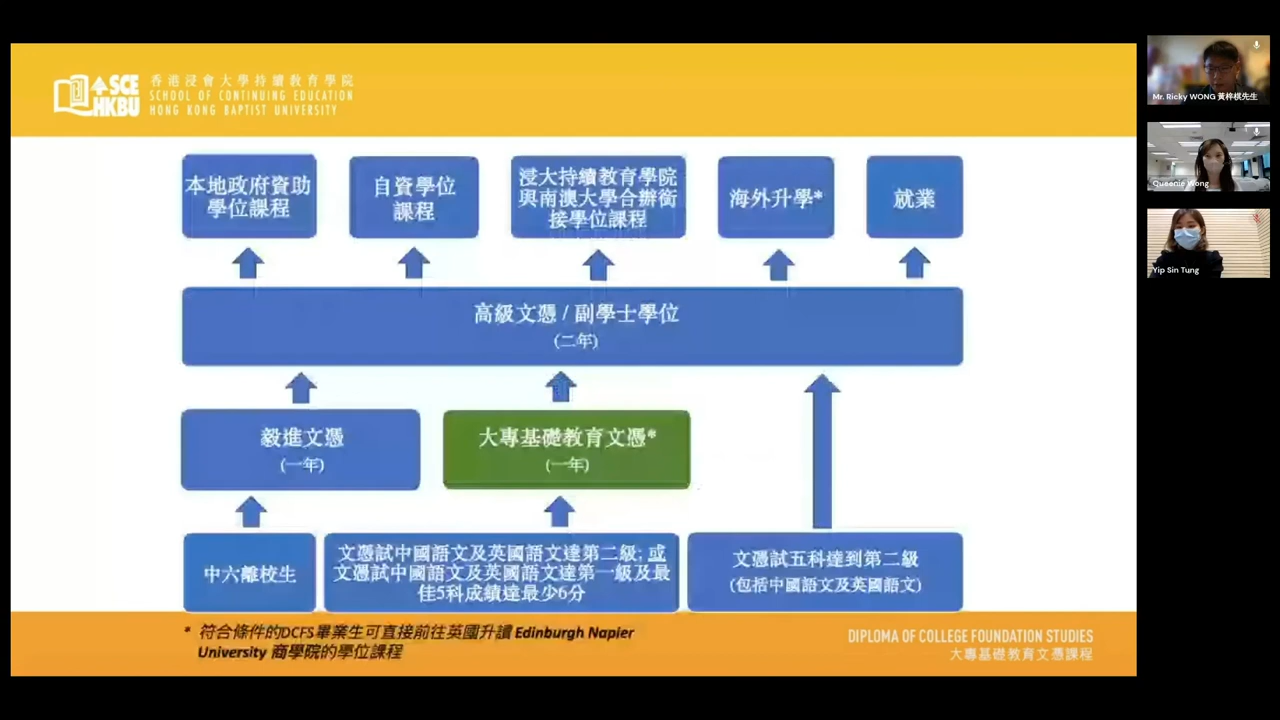 SCE
HKBU
香港浸會大學持續教育學院
SCHOOL OF CONTINUING EDUCATION
HONG KONG BAPTIST UNIVERSITY
本地政府資助
學位課程
自資學位
課程
浸大持續教育學院
與南澳大學合辦銜
接學位課程
海外升學*
就業
高級文憑 / 副學士學位
(二年)
毅進文憑
(一年)
大專基礎教育文憑*
(一年)
中六離校生
文憑試中國語文及英國語文達第二級; 或
文憑試中國語文及英國語文達第一級及最
佳5科成績達最少6分
文憑試五科達到第二級
(包括中國語文及英國語文)
* 符合條件的DCFS畢業生可直接前往英國升讀 Edinburgh Napier
University 商學院的學位課程
DIPLOMA OF COLLEGE FOUNDATION STUDIES
大專基礎教育文憑課程
Mr. Ricky WONG 黃梓棋先生
Queenie Wong
Yip Sin Tung